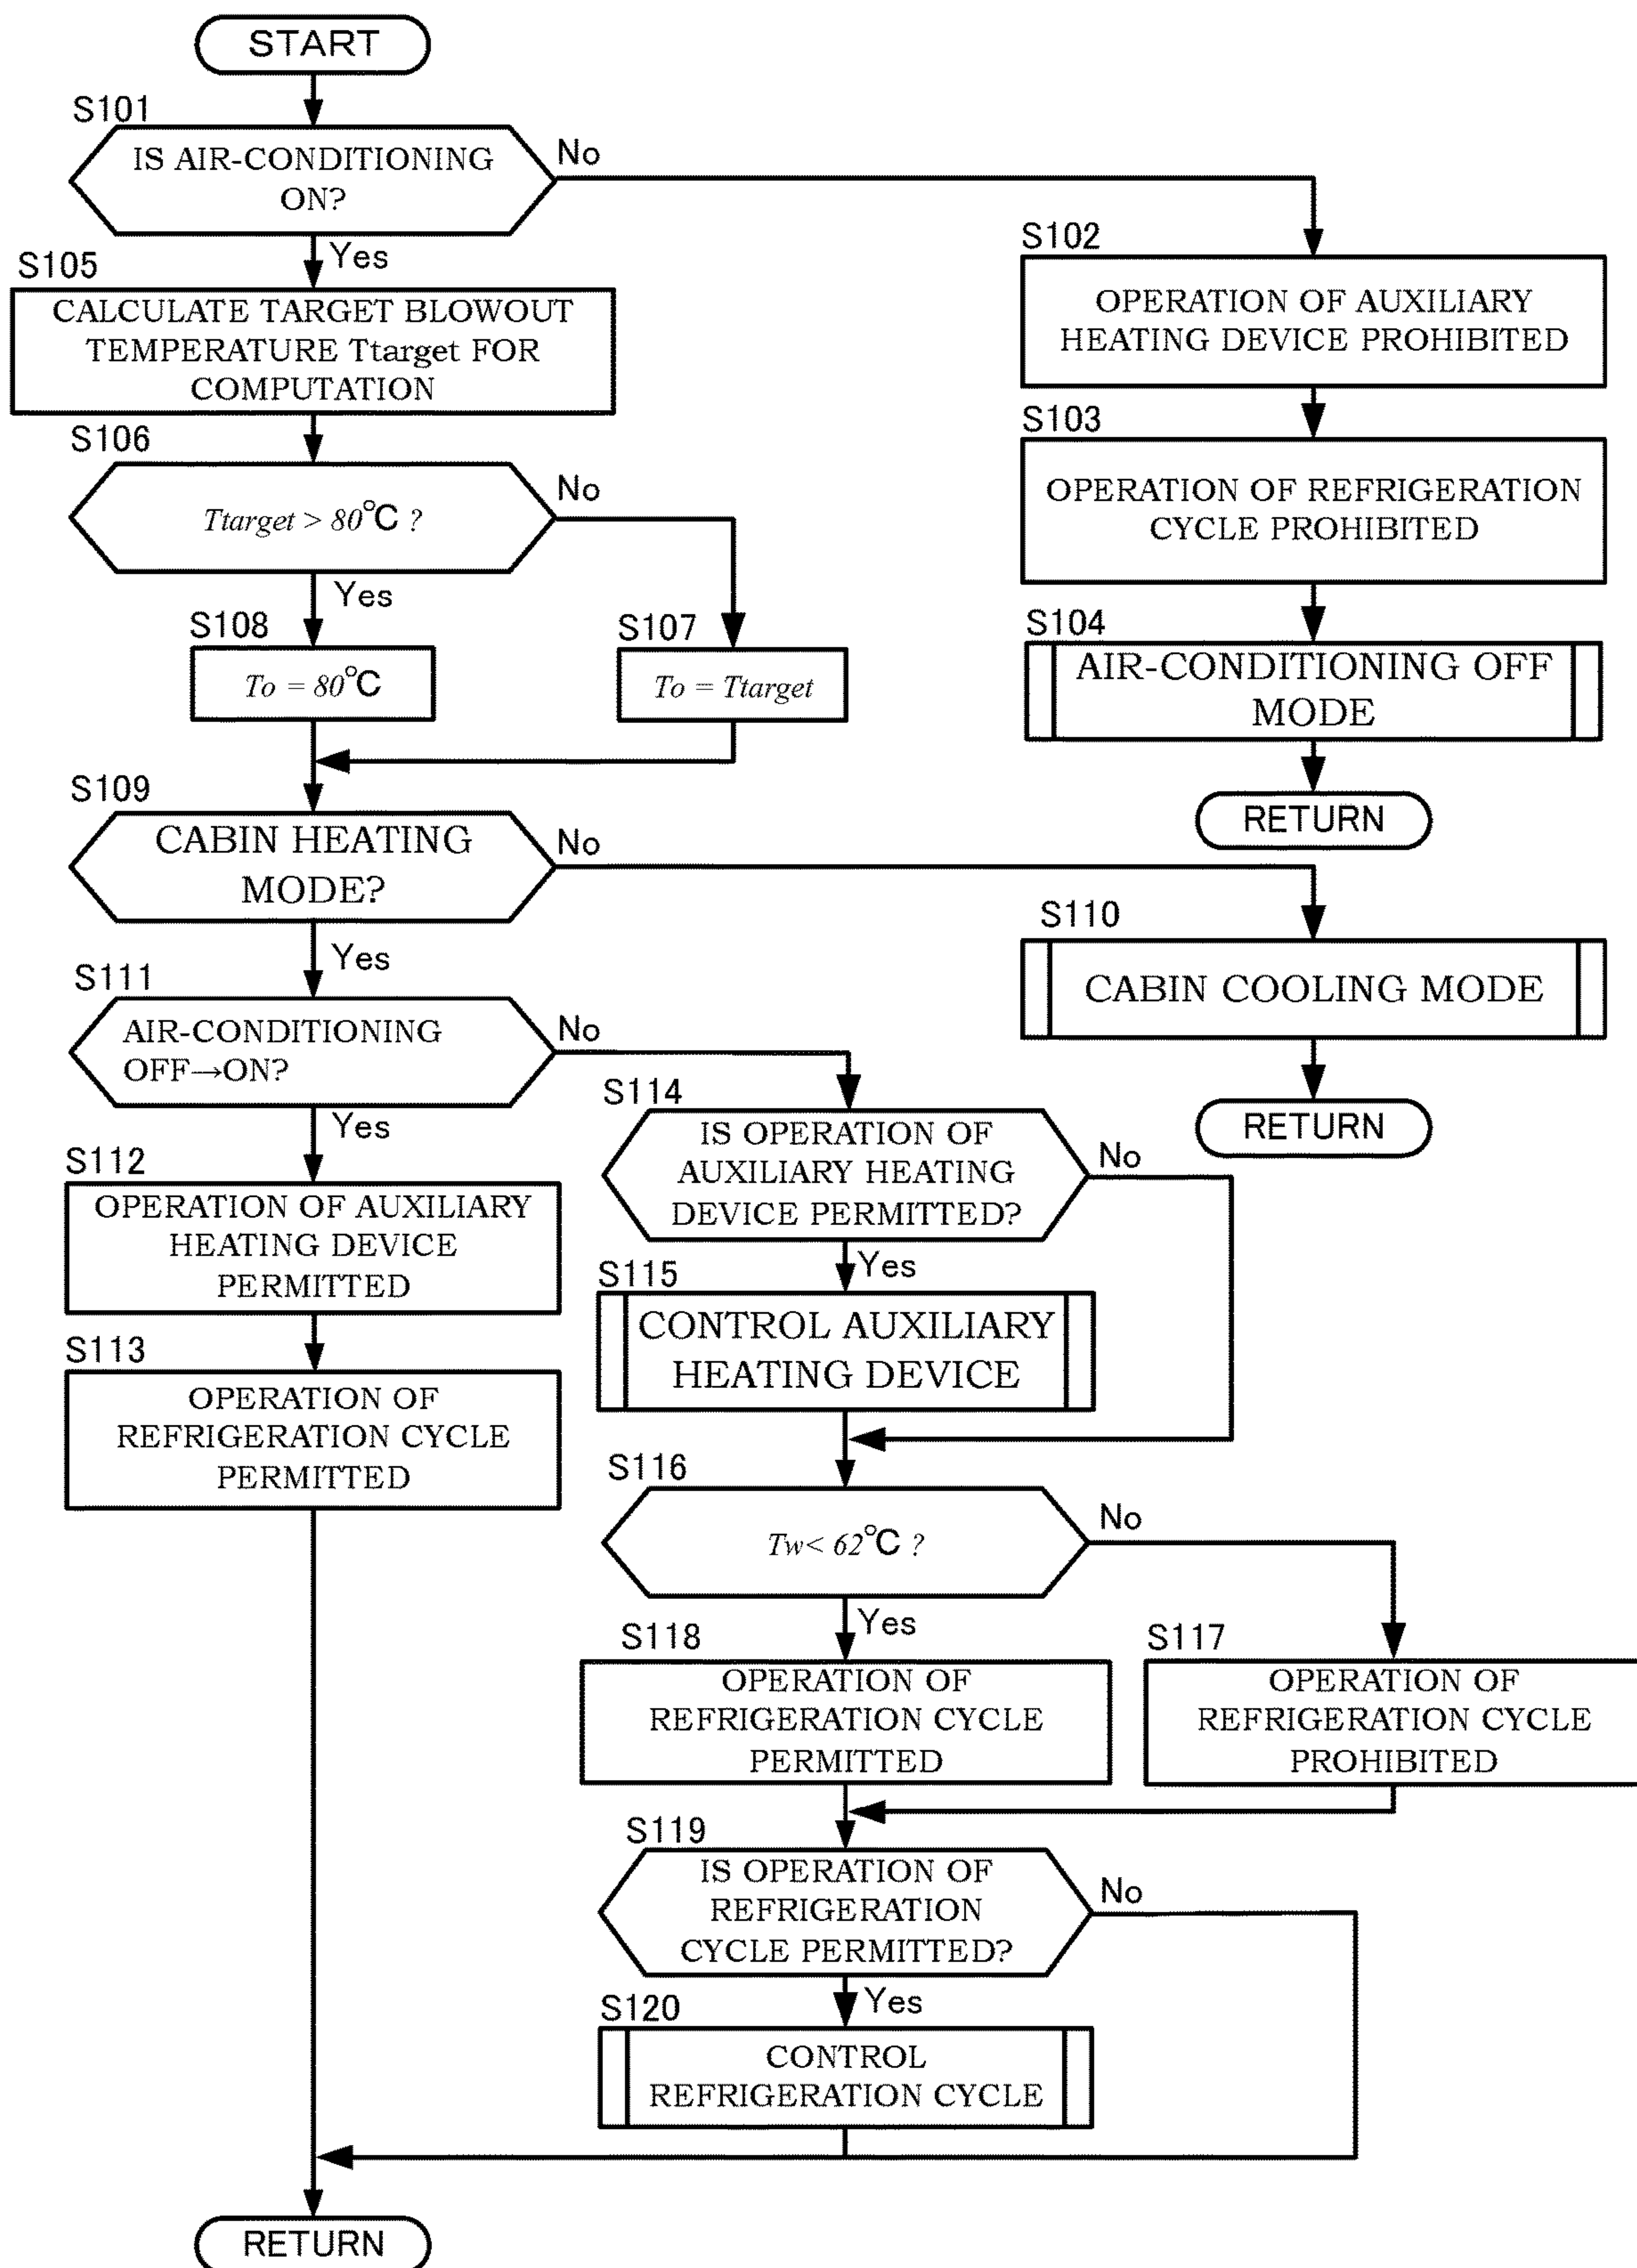 START
S101
IS AIR-CONDITIONING
ON?
No
Yes
S102
OPERATION OF AUXILIARY
HEATING DEVICE PROHIBITED
S103
OPERATION OF REFRIGERATION
CYCLE PROHIBITED
S104
AIR-CONDITIONING OFF
MODE
RETURN
S105
CALCULATE TARGET BLOWOUT
TEMPERATURE Ttarget FOR
COMPUTATION
S106
Ttarget > 80℃ ?
No
Yes
S108
To = 80℃
S107
To = Ttarget
S109
CABIN HEATING
MODE?
No
Yes
S110
CABIN COOLING MODE
RETURN
S111
AIR-CONDITIONING
OFF→ON?
No
Yes
S112
OPERATION OF AUXILIARY
HEATING DEVICE
PERMITTED
S113
OPERATION OF
REFRIGERATION CYCLE
PERMITTED
S114
IS OPERATION OF
AUXILIARY HEATING
DEVICE PERMITTED?
No
Yes
S115
CONTROL AUXILIARY
HEATING DEVICE
S116
Tw< 62℃ ?
No
Yes
S118
OPERATION OF
REFRIGERATION CYCLE
PERMITTED
S117
OPERATION OF
REFRIGERATION CYCLE
PROHIBITED
S119
IS OPERATION OF
REFRIGERATION
CYCLE PERMITTED?
No
Yes
S120
CONTROL
REFRIGERATION CYCLE
RETURN